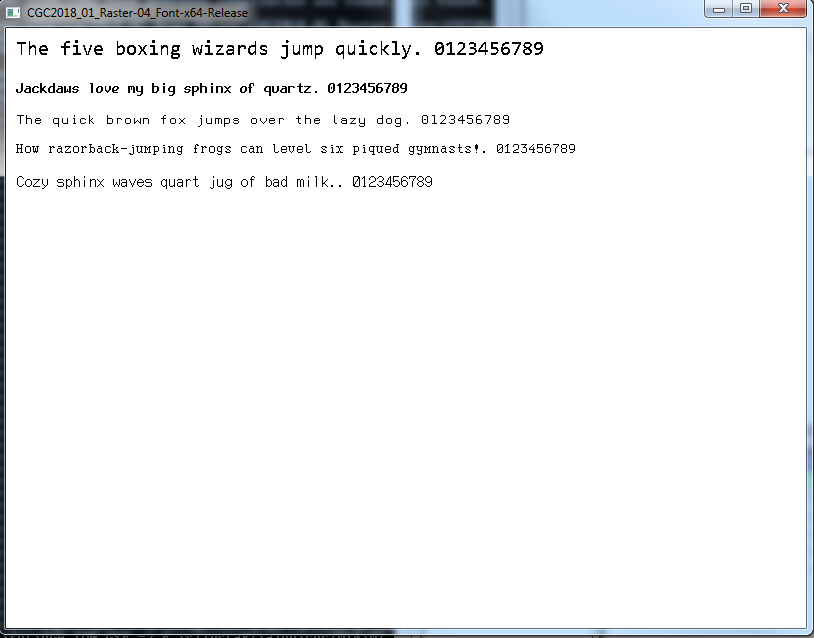 CGC2018_01_Raster-04_Font-x64-Release
The five boxing wizards jump quickly. 0123456789
Jackdaws love my big sphinx of quartz. 0123456789
The quick brown fox jumps over the lazy dog. 0123456789
How razorback-jumping frogs can level six piqued gymnasts!. 0123456789
Cozy sphinx waves quart jug of bad milk.. 0123456789